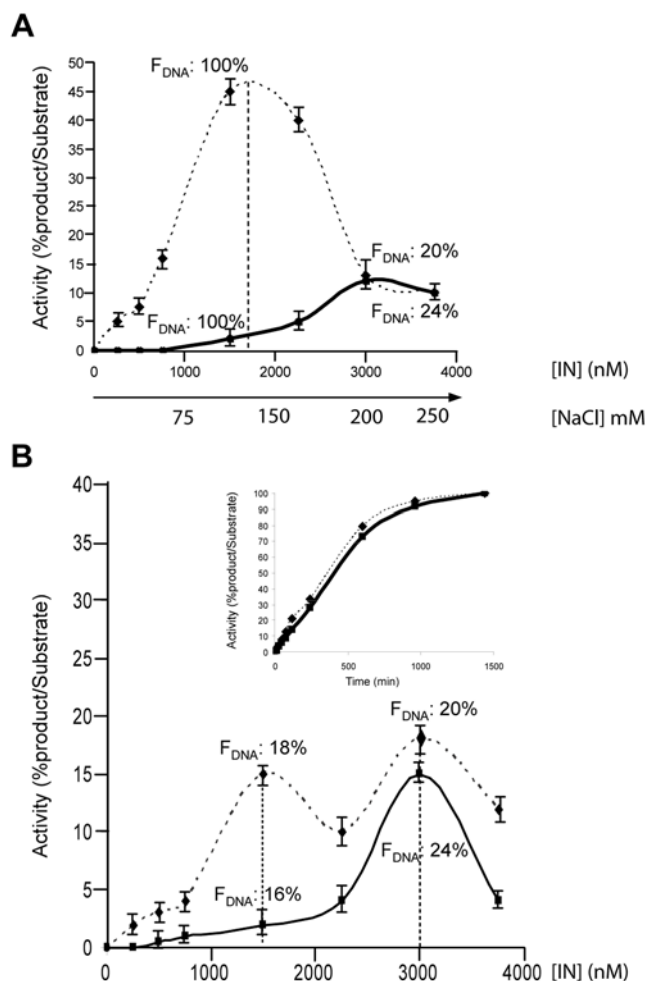 A
F_DNA: 100%
50
45
40
35
30
25
20
15
10
5
0
Activity (%product/Substrate)
F_DNA: 20%
F_DNA: 100%
F_DNA: 24%
0 1000 2000 3000 4000
[IN] (nM)
75 150 200 250
[NaCl] mM
B
40
35
30
25
20
15
10
5
0
Activity (%product/Substrate)
100
90
80
70
60
50
40
30
20
10
0
Activity (%product/Substrate)
0 500 1000 1500
Time (min)
F_DNA: 20%
F_DNA: 18%
F_DNA: 24%
F_DNA: 16%
0 1000 2000 3000 4000
[IN] (nM)